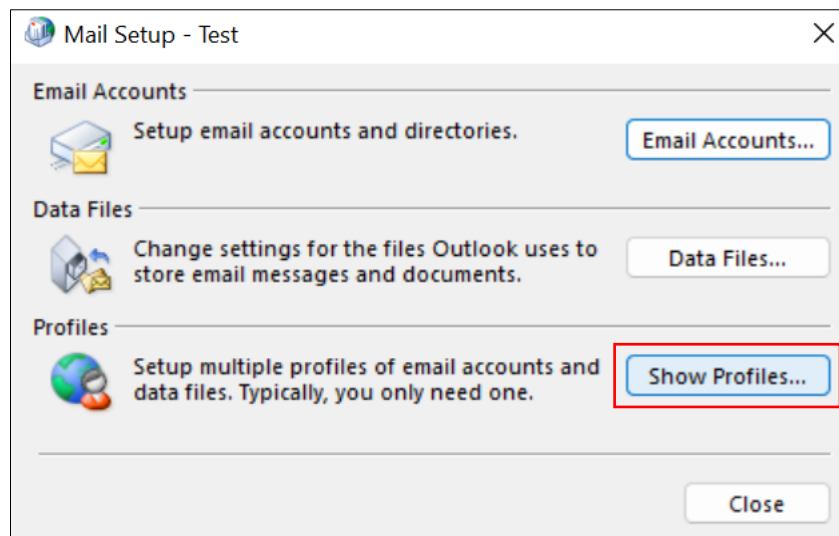 Mail Setup - Test
Email Accounts
Setup email accounts and directories.
Email Accounts...
Data Files
Change settings for the files Outlook uses to
store email messages and documents.
Data Files...
Profiles
Setup multiple profiles of email accounts and
data files. Typically, you only need one.
Show Profiles...
Close